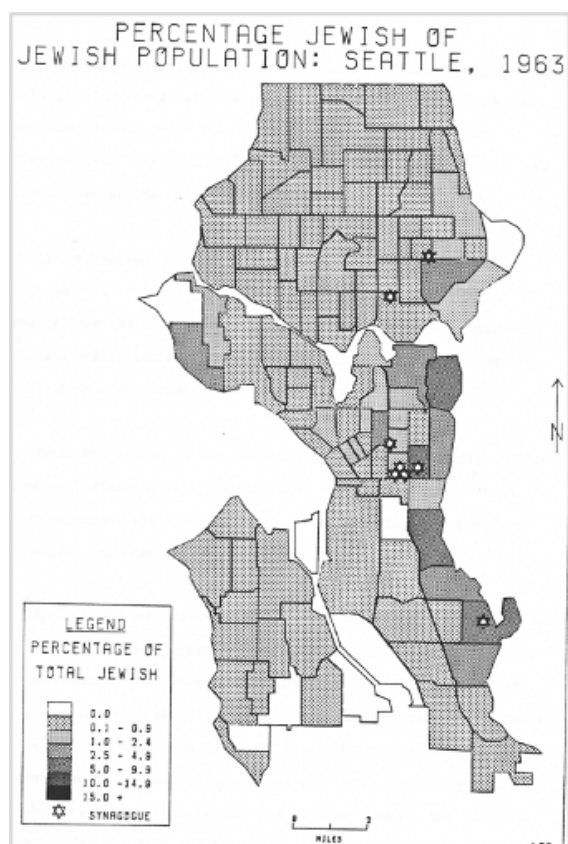 PERCENTAGE JEWISH OF
JEWISH POPULATION: SEATTLE, 1963
N
LEGEND
PERCENTAGE OF
TOTAL JEWISH
0.0
0.1 - 0.9
1.0 - 2.4
2.5 - 4.9
5.0 - 9.9
10.0 -14.9
15.0 +
SYNAGOGUE
0
MILES